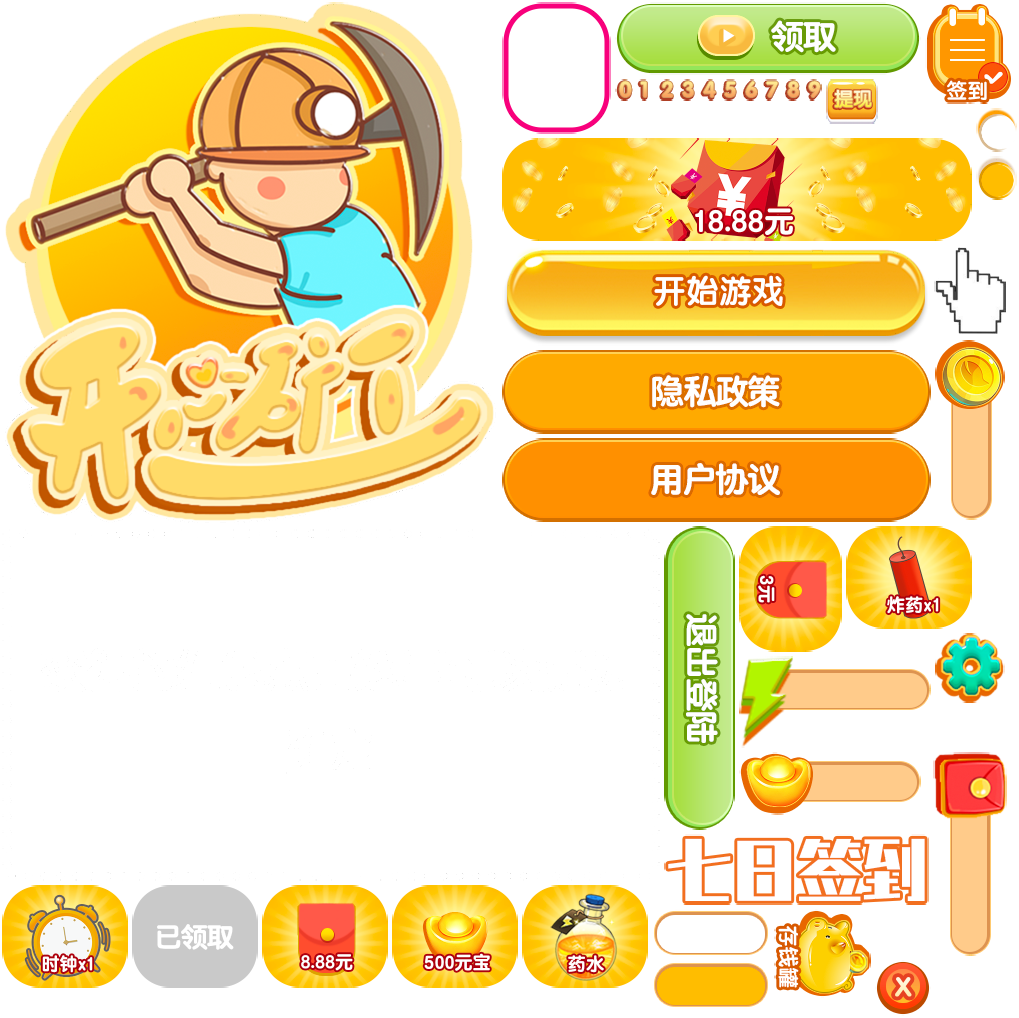 开心矿工
领取
0123456789
提现
签到
¥
18.88元
开始游戏
隐私政策
用户协议
退出登陆
3元
炸药x1
七日签到
时钟x1
已领取
8.88元
500元宝
药水
存钱罐